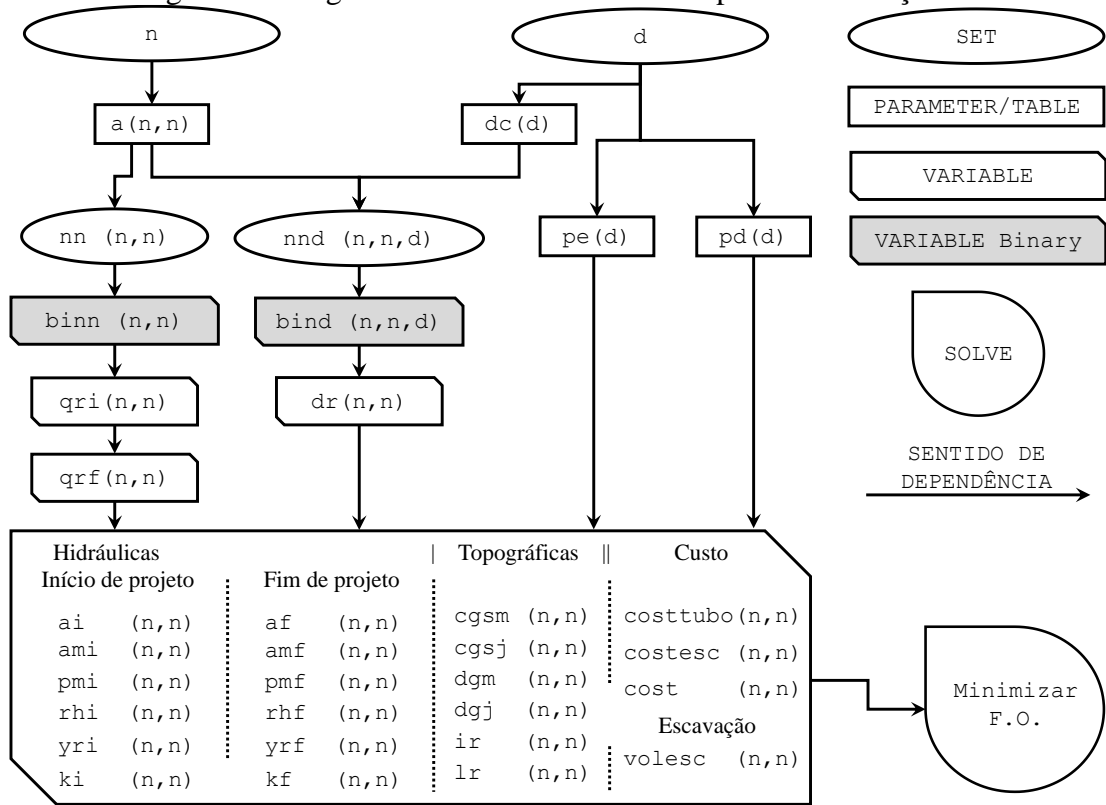 n
d
SET
a(n,n)
dc(d)
PARAMETER/TABLE
VARIABLE
nn (n,n)
nnd (n,n,d)
pe(d)
pd(d)
VARIABLE Binary
binn (n,n)
bind (n,n,d)
SOLVE
qri(n,n)
dr(n,n)
qrf(n,n)
SENTIDO DE
DEPENDÊNCIA
Hidráulicas | Topográficas || Custo
Início de projeto Fim de projeto
ai (n,n) af (n,n) cgsm (n,n) costtubo(n,n)
ami (n,n) amf (n,n) cgsj (n,n) costesc (n,n)
pmi (n,n) pmf (n,n) dgm (n,n) cost (n,n)
rhi (n,n) rhf (n,n) dgj (n,n) Escavação
yri (n,n) yrf (n,n) ir (n,n) volesc (n,n)
ki (n,n) kf (n,n) lr (n,n)
Minimizar
F.O.